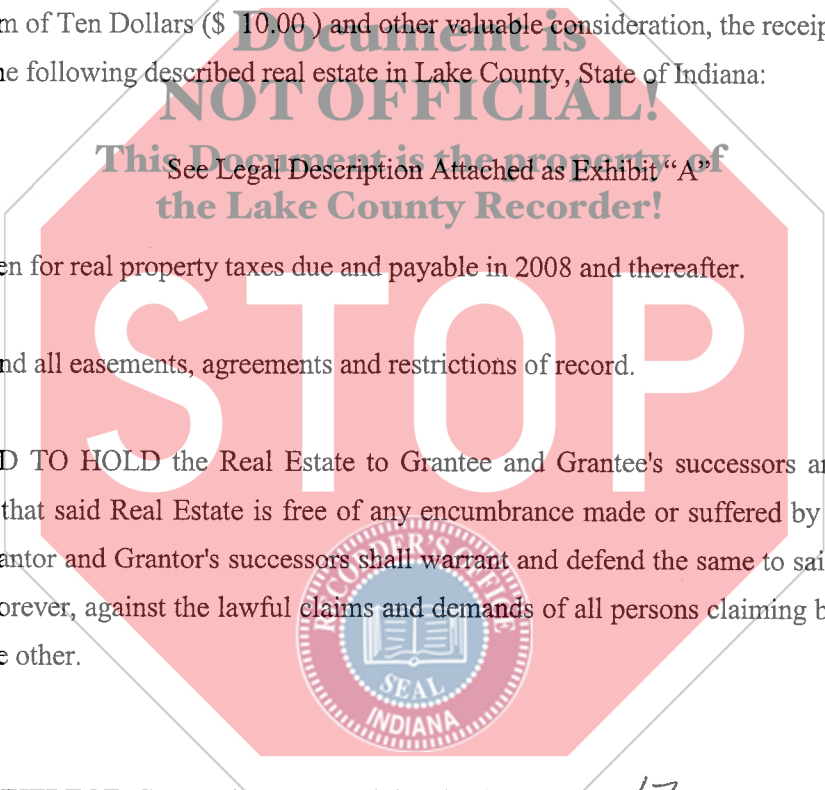 m of Ten Dollars ($ 10.00 ) and other valuable consideration, the receip
Document is
e following described real estate in Lake County, State of Indiana:
NOT OFFICIAL!
This Document is the property of
See Legal Description Attached as Exhibit "A"
the Lake County Recorder!
en for real property taxes due and payable in 2008 and thereafter.
STOP
nd all easements, agreements and restrictions of record.
D TO HOLD the Real Estate to Grantee and Grantee's successors a
that said Real Estate is free of any encumbrance made or suffered by
antor and Grantor's successors shall warrant and defend the same to sai
orever, against the lawful claims and demands of all persons claiming b
e other.
RECORDER'S OFFICE
SEAL
INDIANA